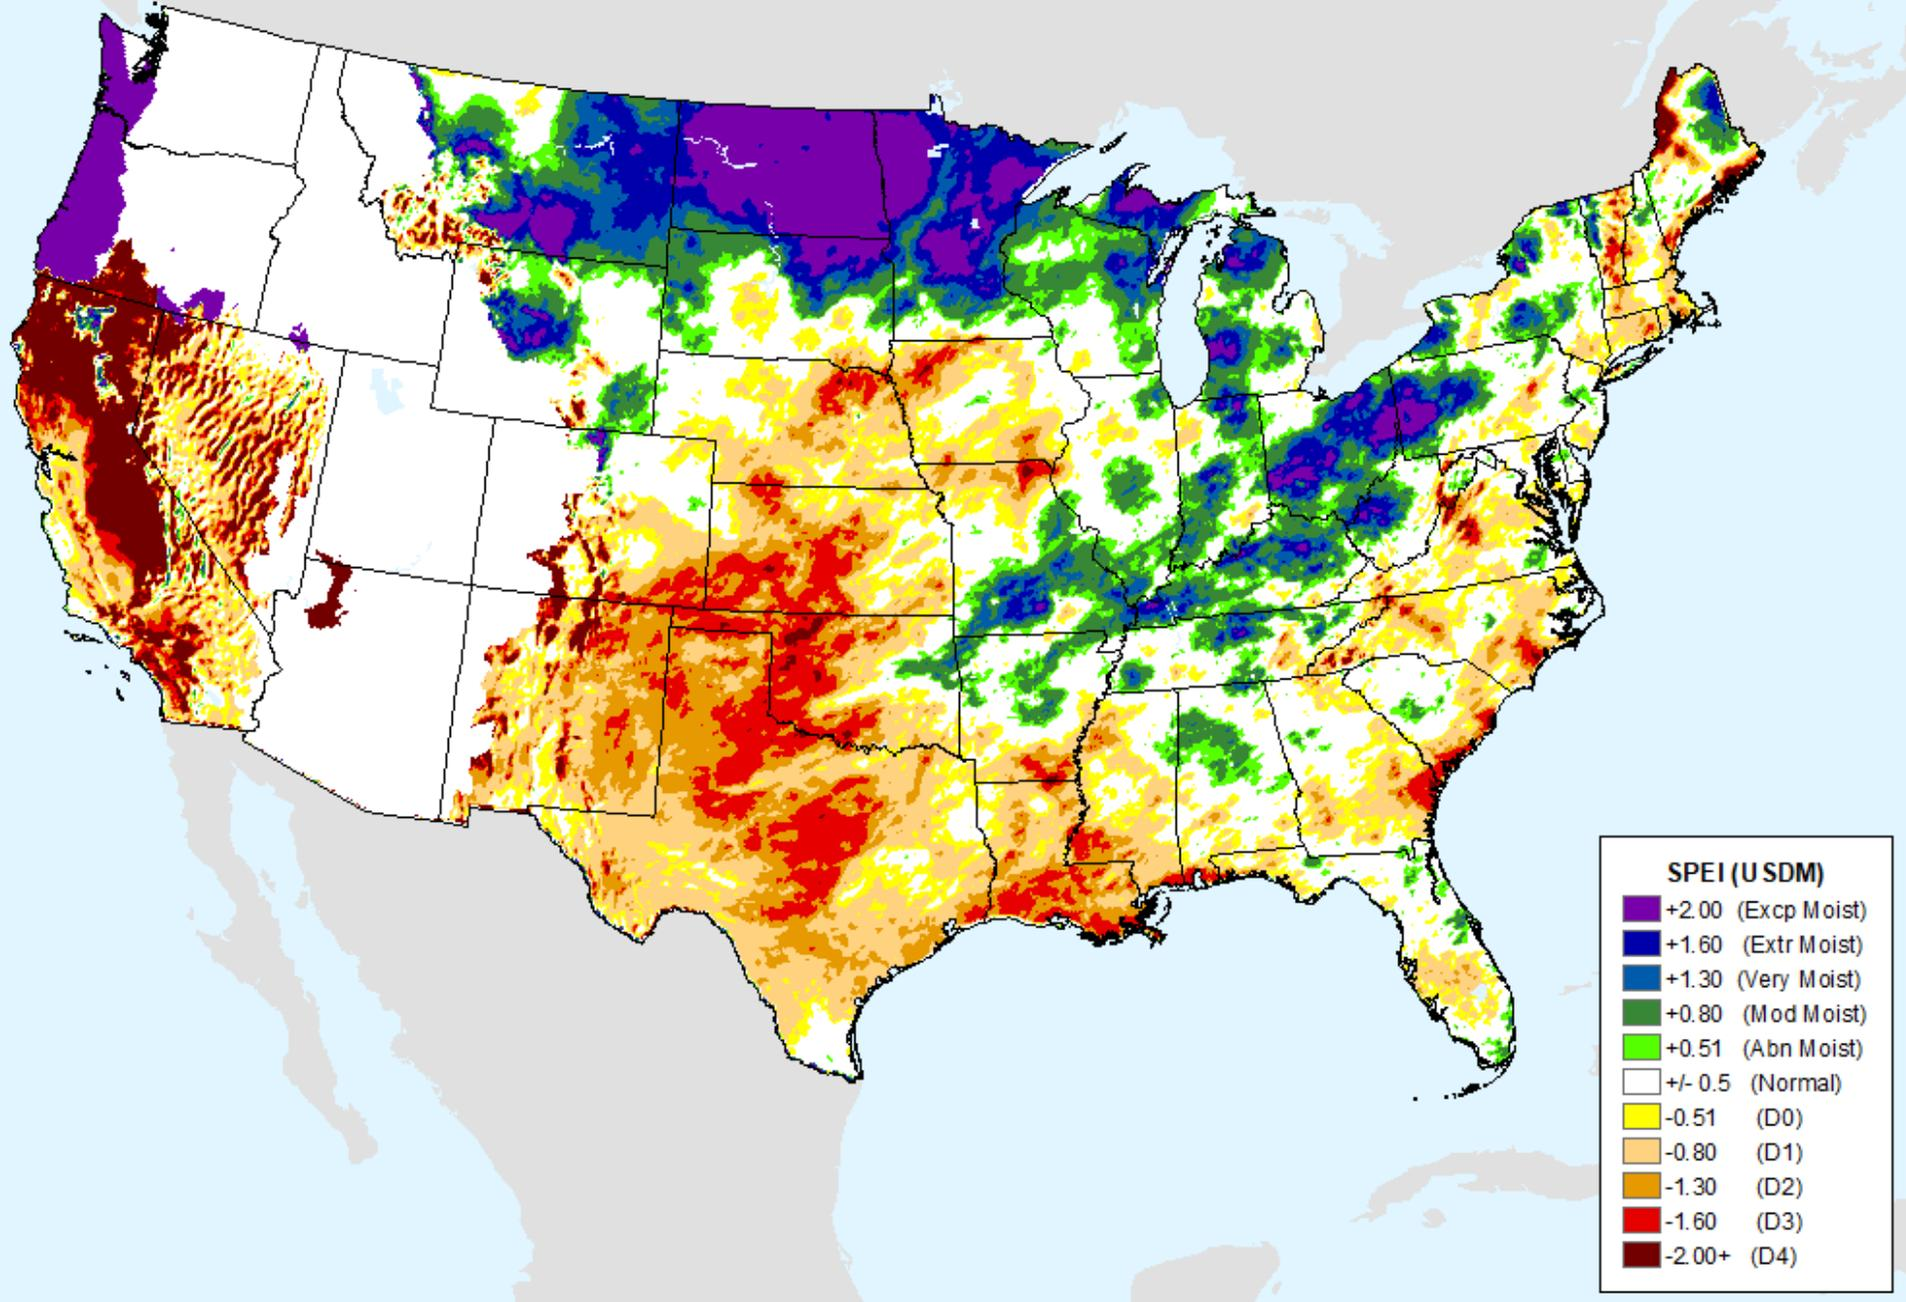 SPEI (USDM)
+2.00 (Excp Moist)
+1.60 (Extr Moist)
+1.30 (Very Moist)
+0.80 (Mod Moist)
+0.51 (Abn Moist)
+/- 0.5 (Normal)
-0.51 (D0)
-0.80 (D1)
-1.30 (D2)
-1.60 (D3)
-2.00+ (D4)